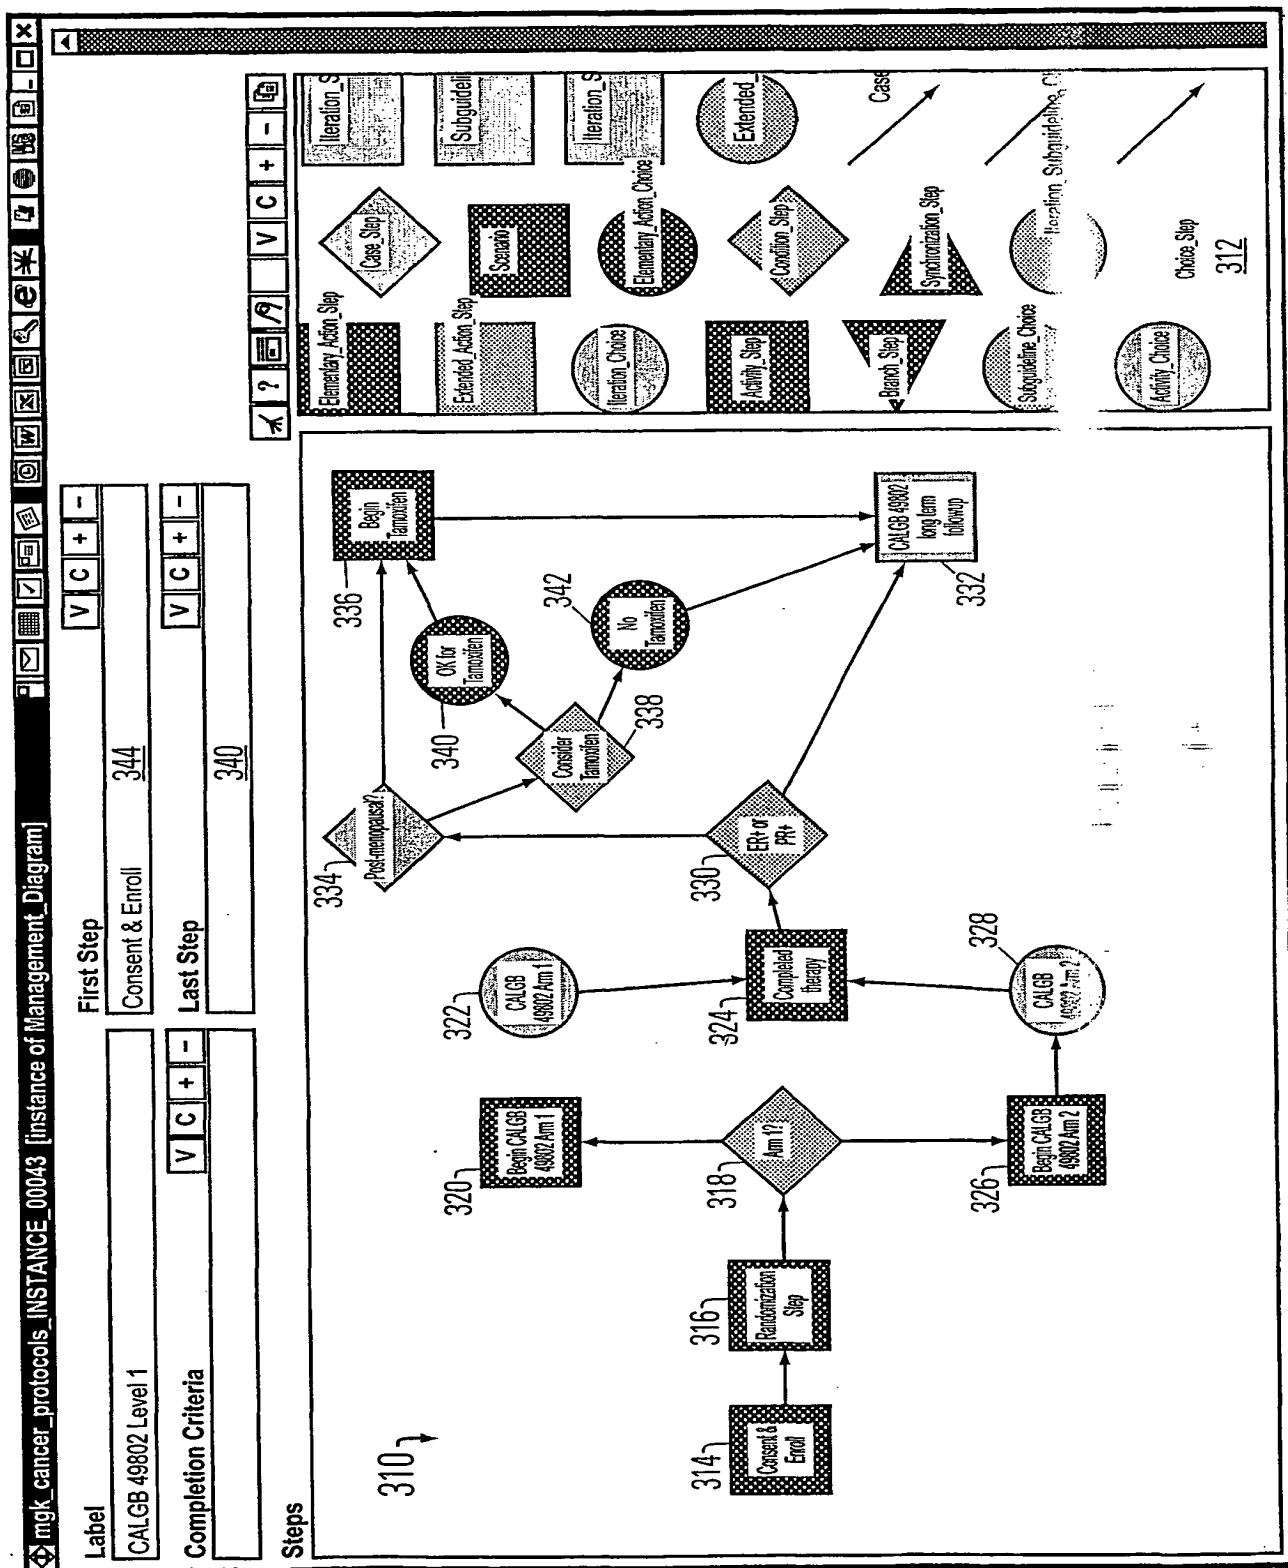 mgk_cancer_protocols_INSTANCE_00043 [instance of Management_Diagram]
Label
CALGB 49802 Level 1
First Step
V C + -
Consent & Enroll 344
Completion Criteria
V C + -
Last Step
V C + -
340
Steps
?
V C + -
310
314
Consent &
Enroll
316
Randomization
Step
318
Arm 1?
320
Begin CALGB
49802 Arm 1
322
CALGB
49802 Arm 1
324
Completed
therapy
326
Begin CALGB
49802 Arm 2
328
CALGB
49802 Arm 2
330
ER+ or
PR+
334
Post-menopausal?
336
Begin
Tamoxifen
340
OK for
Tamoxifen
338
Consider
Tamoxifen
342
No
Tamoxifen
CALGB 49802
long term
followup
332
Elementary_Action_Step
Case_Step
Iteration_S
Extended_Action_Step
Scenario
Subguideli
Iteration_Choice
Elementary_Action_Choice
Iteration_S
Activity_Step
Condition_Step
Extended_
Branch_Step
Synchronization_Step
Case
Subguideline_Choice
Iteration_Subguideline_Ch
Activity_Choice
Choice_Step
312